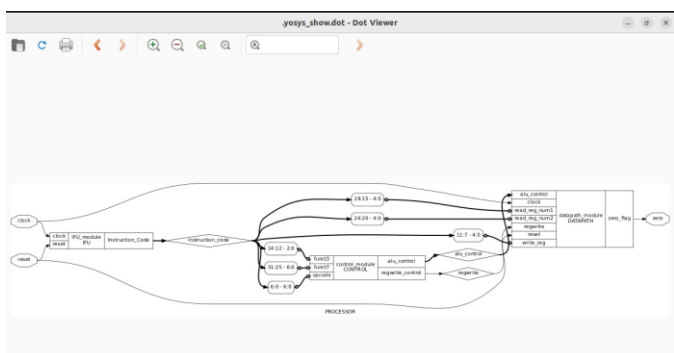 .yosys_show.dot - Dot Viewer
clock
reset
clock
reset
IFU_module
IFU
Instruction_Code
instruction_code
19:15 - 4:0
24:20 - 4:0
11:7 - 4:0
14:12 - 2:0
31:25 - 6:0
6:0 - 6:0
funct3
funct7
opcode
control_module
CONTROL
alu_control
regwrite_control
alu_control
regwrite
alu_control
clock
read_reg_num1
read_reg_num2
regwrite
reset
write_reg
datapath_module
DATAPATH
zero_flag
zero
PROCESSOR